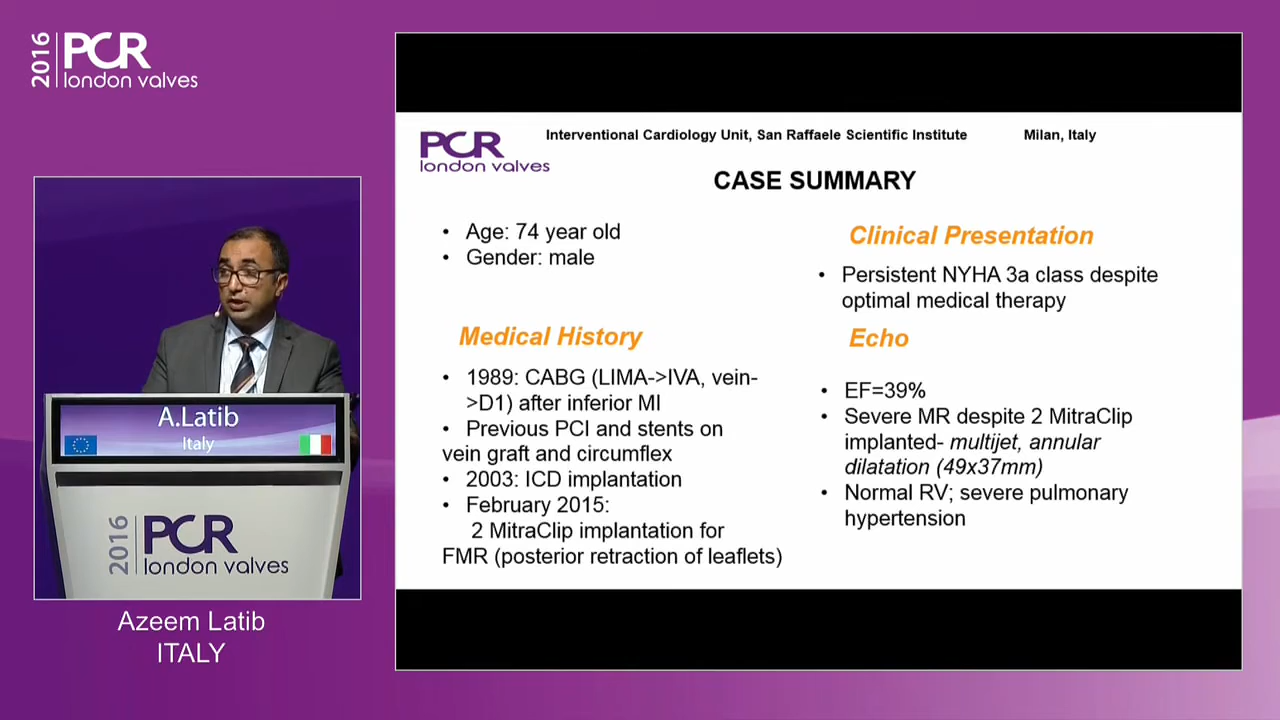 2016 PCR
london valves
PCR
london valves
Interventional Cardiology Unit, San Raffaele Scientific Institute Milan, Italy
CASE SUMMARY
• Age: 74 year old
• Gender: male
Medical History
• 1989: CABG (LIMA->IVA, vein-
>D1) after inferior MI
• Previous PCI and stents on
vein graft and circumflex
• 2003: ICD implantation
• February 2015:
2 MitraClip implantation for
FMR (posterior retraction of leaflets)
Clinical Presentation
• Persistent NYHA 3a class despite
optimal medical therapy
Echo
• EF=39%
• Severe MR despite 2 MitraClip
implanted- multijet, annular
dilatation (49x37mm)
• Normal RV; severe pulmonary
hypertension
A.Latib
Italy
2016 PCR
london valves
Azeem Latib
ITALY